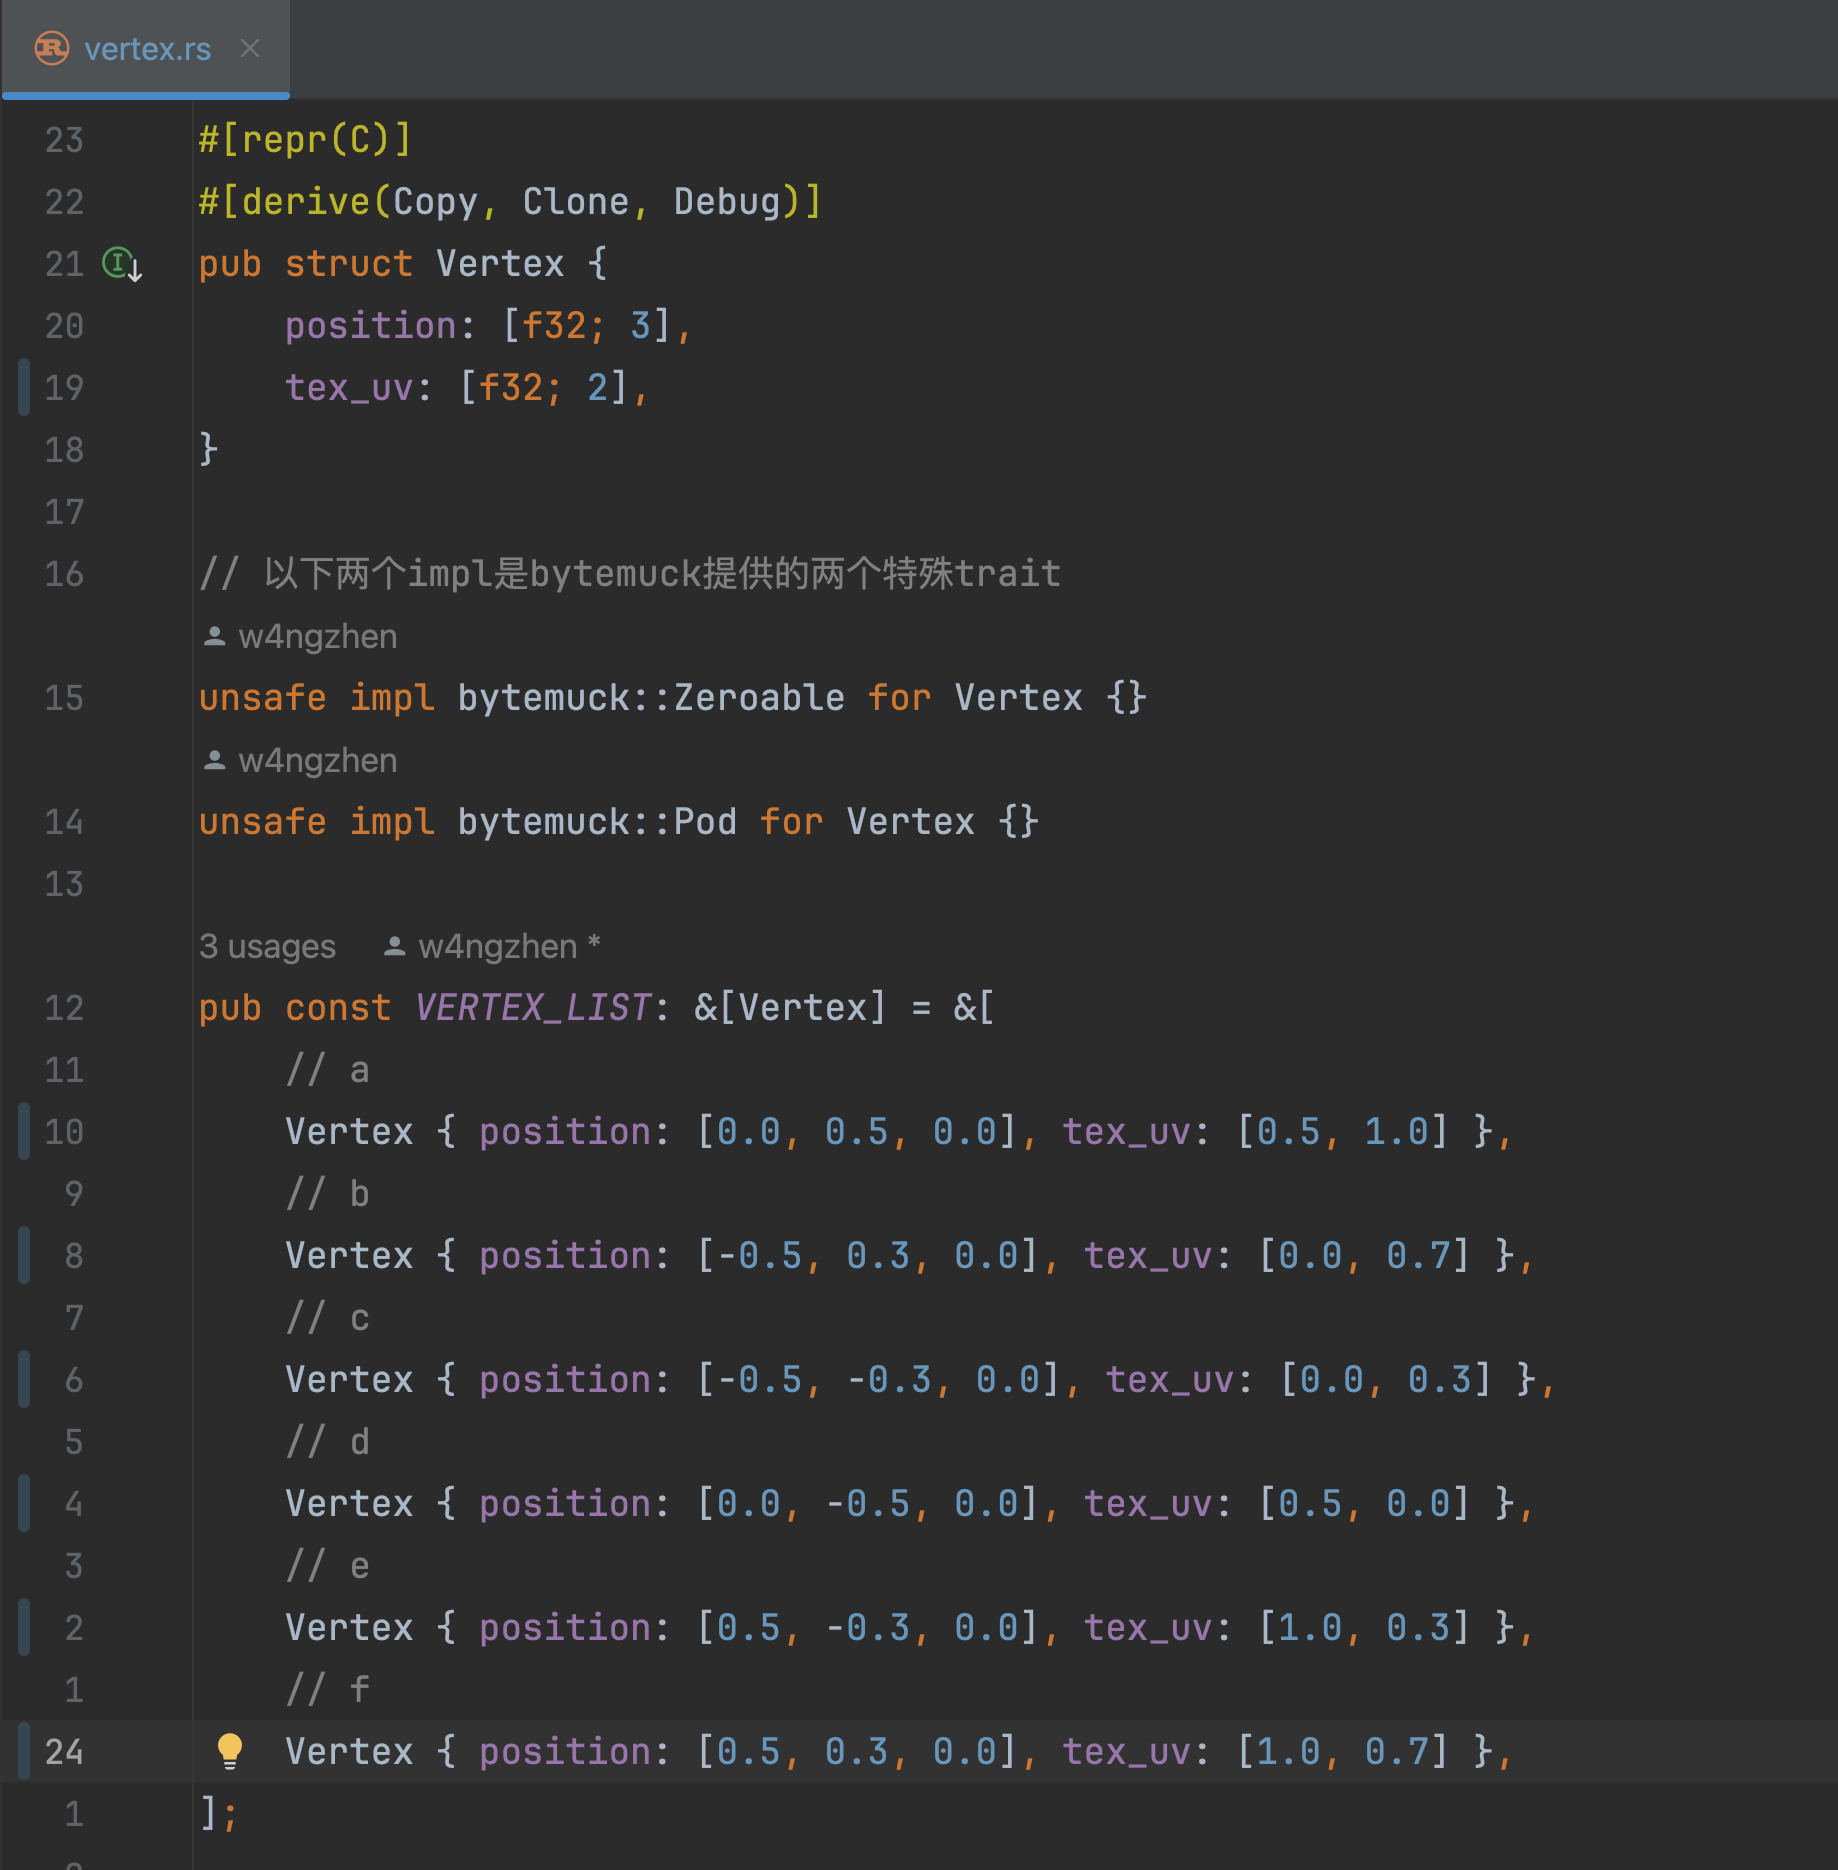 vertex.rs
23 #[repr(C)]
22 #[derive(Copy, Clone, Debug)]
21 pub struct Vertex {
20     position: [f32; 3],
19     tex_uv: [f32; 2],
18 }
17
16 // 以下两个impl是bytemuck提供的两个特殊trait
w4ngzhen
15 unsafe impl bytemuck::Zeroable for Vertex {}
w4ngzhen
14 unsafe impl bytemuck::Pod for Vertex {}
13
3 usages w4ngzhen *
12 pub const VERTEX_LIST: &[Vertex] = &[
11     // a
10     Vertex { position: [0.0, 0.5, 0.0], tex_uv: [0.5, 1.0] },
9     // b
8     Vertex { position: [-0.5, 0.3, 0.0], tex_uv: [0.0, 0.7] },
7     // c
6     Vertex { position: [-0.5, -0.3, 0.0], tex_uv: [0.0, 0.3] },
5     // d
4     Vertex { position: [0.0, -0.5, 0.0], tex_uv: [0.5, 0.0] },
3     // e
2     Vertex { position: [0.5, -0.3, 0.0], tex_uv: [1.0, 0.3] },
1     // f
24     Vertex { position: [0.5, 0.3, 0.0], tex_uv: [1.0, 0.7] },
1 ];